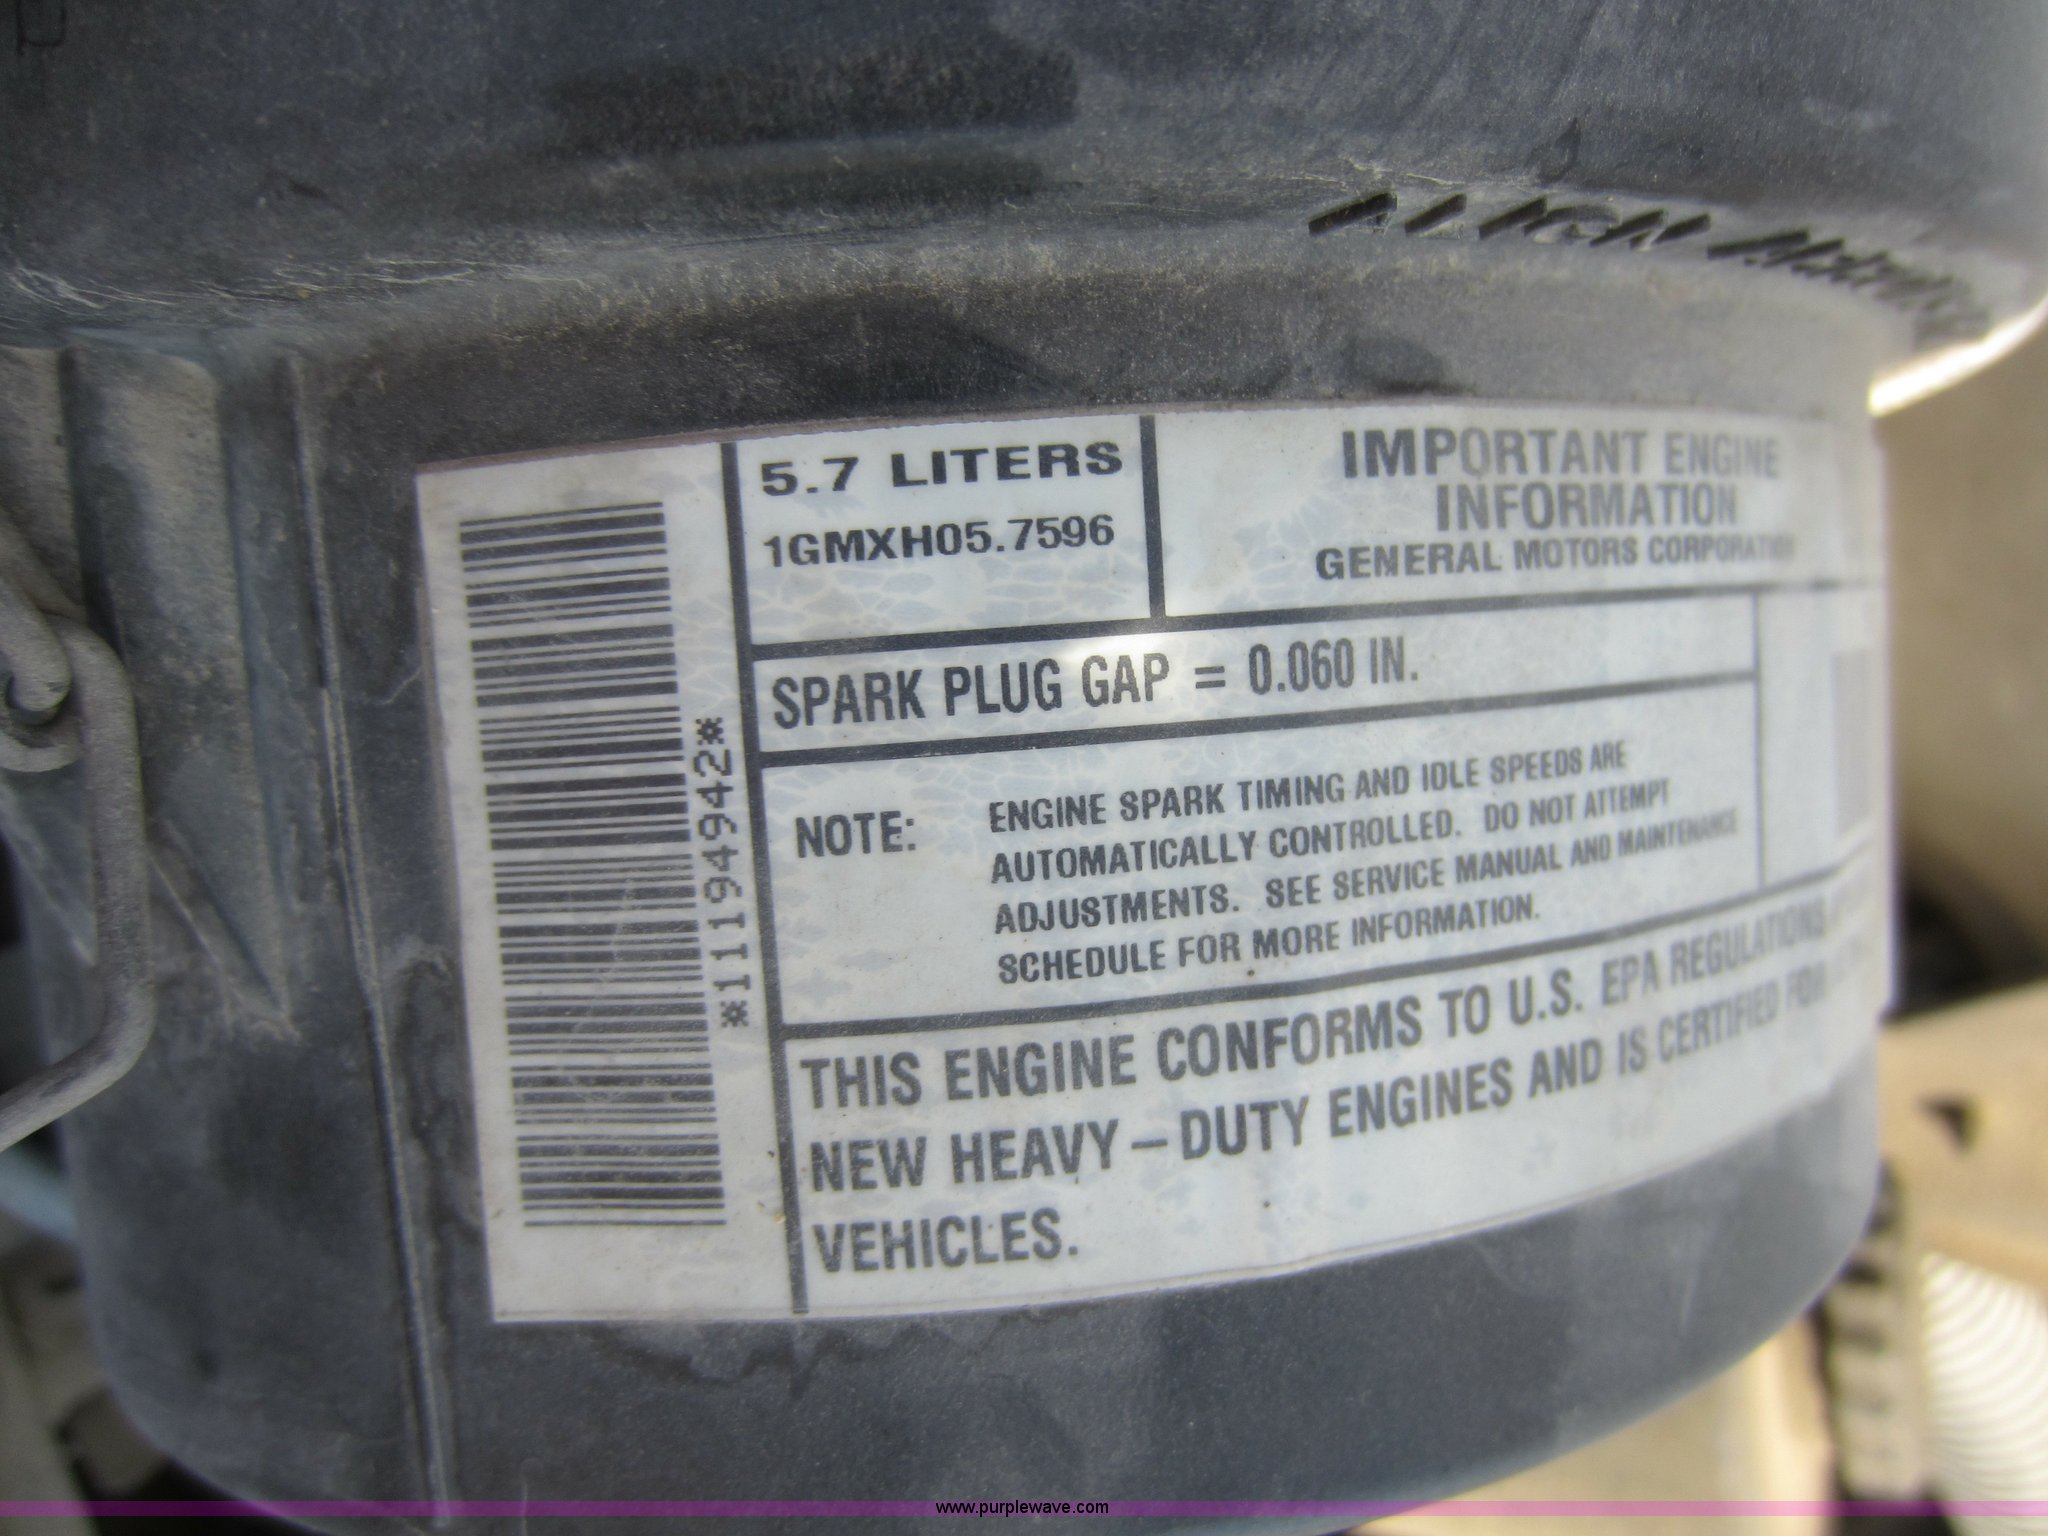 ALIGN
5.7 LITERS
1GMXH05.7596
IMPORTANT ENGINE
INFORMATION
GENERAL MOTORS CORPORATION
SPARK PLUG GAP = 0.060 IN.
NOTE: ENGINE SPARK TIMING AND IDLE SPEEDS ARE
AUTOMATICALLY CONTROLLED. DO NOT ATTEMPT
ADJUSTMENTS. SEE SERVICE MANUAL AND MAINTENANCE
SCHEDULE FOR MORE INFORMATION.
THIS ENGINE CONFORMS TO U.S. EPA REGULATIONS
NEW HEAVY – DUTY ENGINES AND IS CERTIFIED FOR
VEHICLES.
*11194942*
www.purplewave.com